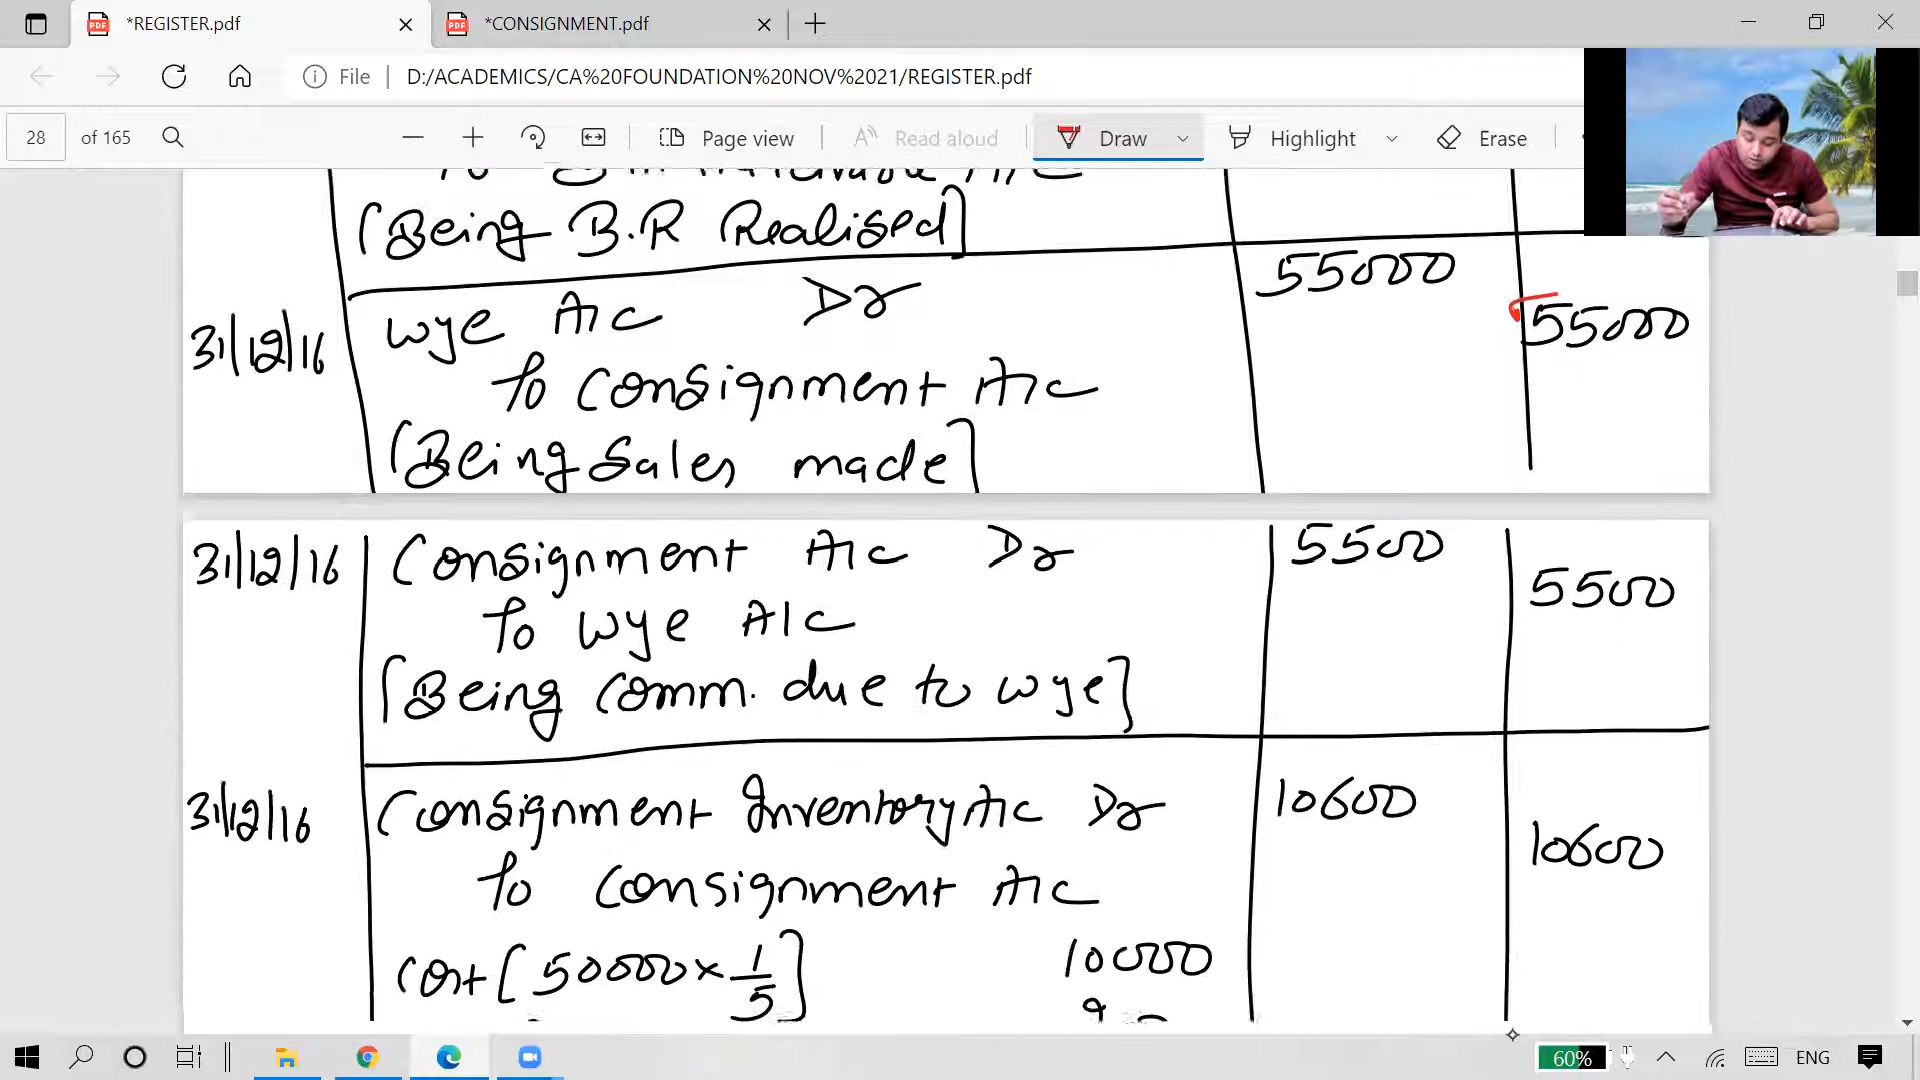 *REGISTER.pdf
*CONSIGNMENT.pdf
File
D:/ACADEMICS/CA%20FOUNDATION%20NOV%2021/REGISTER.pdf
28 of 165
Page view
Read aloud
Draw
Highlight
Erase
[Being B.R Realised]
31/12/16 Wye A/c Dr 55000
To Consignment A/c 55000
[Being Sales made]
31/12/16 Consignment A/c Dr 5500
To Wye A/c 5500
[Being Comm. due to Wye]
31/12/16 Consignment Inventory A/c Dr 10600
To Consignment A/c 10600
Cost [50000 × 1/5] 10000
60%
ENG